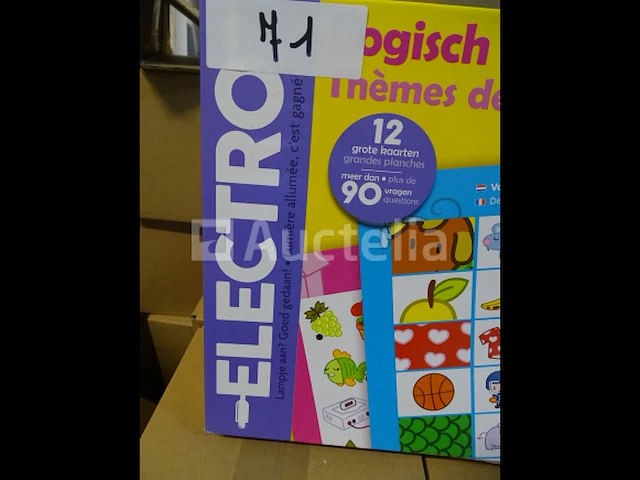 71
ELECTRO
Lampje aan? Goed gedaan! • Lumière allumée, c'est gagné
ogisch
Thèmes de
12
grote kaarten
grandes planches
meer dan • plus de
90 vragen
questions
Auctelia